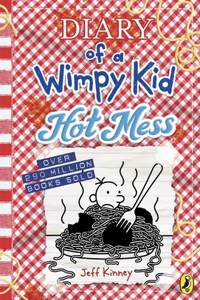 DIARY
of a
Wimpy Kid
Hot Mess
OVER
290 MILLION
BOOKS SOLD
Jeff Kinney